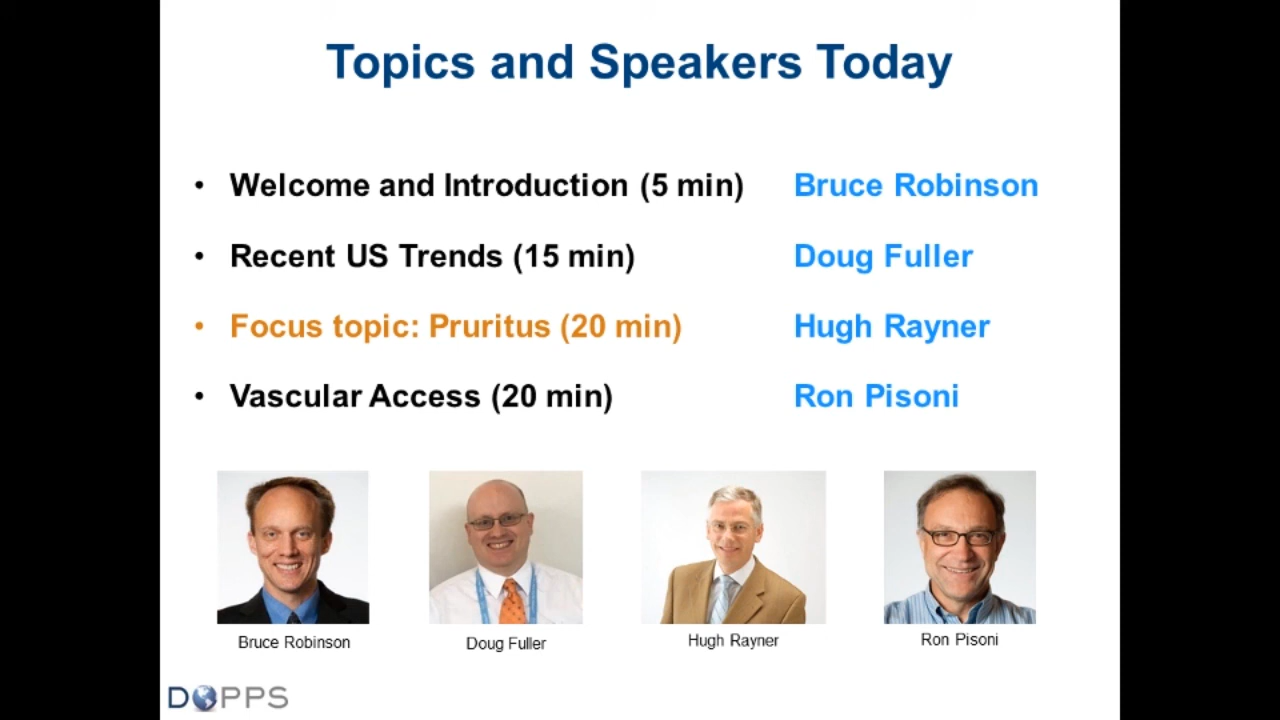 Topics and Speakers Today
• Welcome and Introduction (5 min) Bruce Robinson
• Recent US Trends (15 min) Doug Fuller
• Focus topic: Pruritus (20 min) Hugh Rayner
• Vascular Access (20 min) Ron Pisoni
Bruce Robinson Doug Fuller Hugh Rayner Ron Pisoni
DOPPS